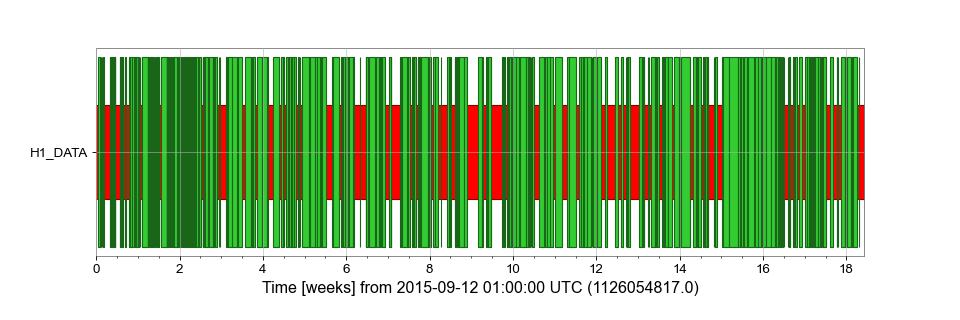 H1_DATA
0 2 4 6 8 10 12 14 16 18
Time [weeks] from 2015-09-12 01:00:00 UTC (1126054817.0)